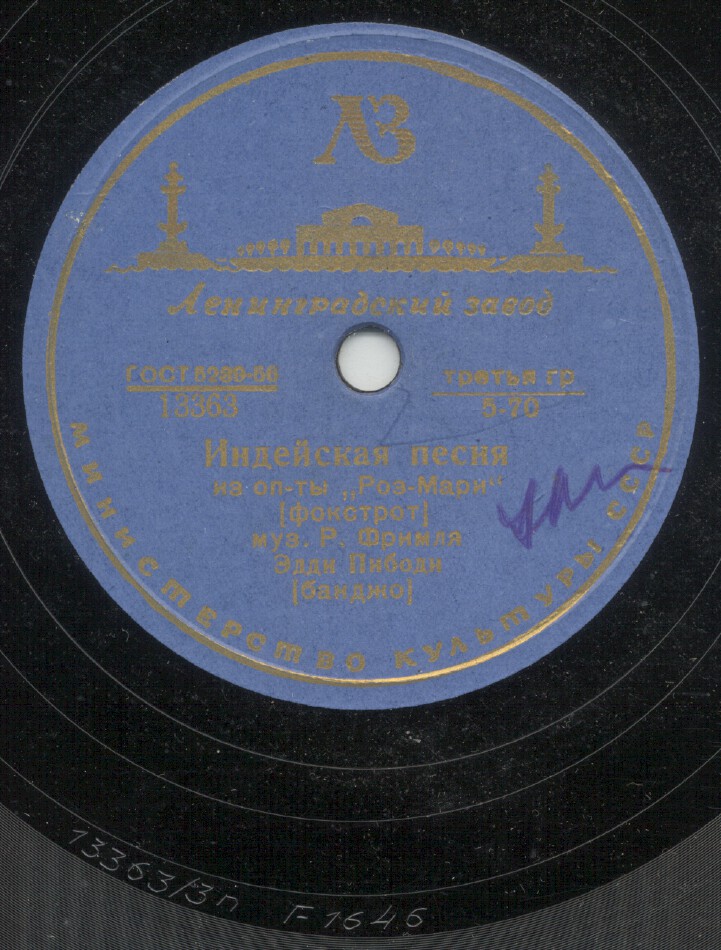 ЛЗ
Ленинградский завод
ГОСТ 5289-56
13363
третья гр
5-70
Индейская песня
из оп-ты „Роз-Мари“
[фокстрот]
муз. Р. Фримля
Эдди Пибоди
[банджо]
МИНИСТЕРСТВО КУЛЬТУРЫ СССР
13363/3п F1646